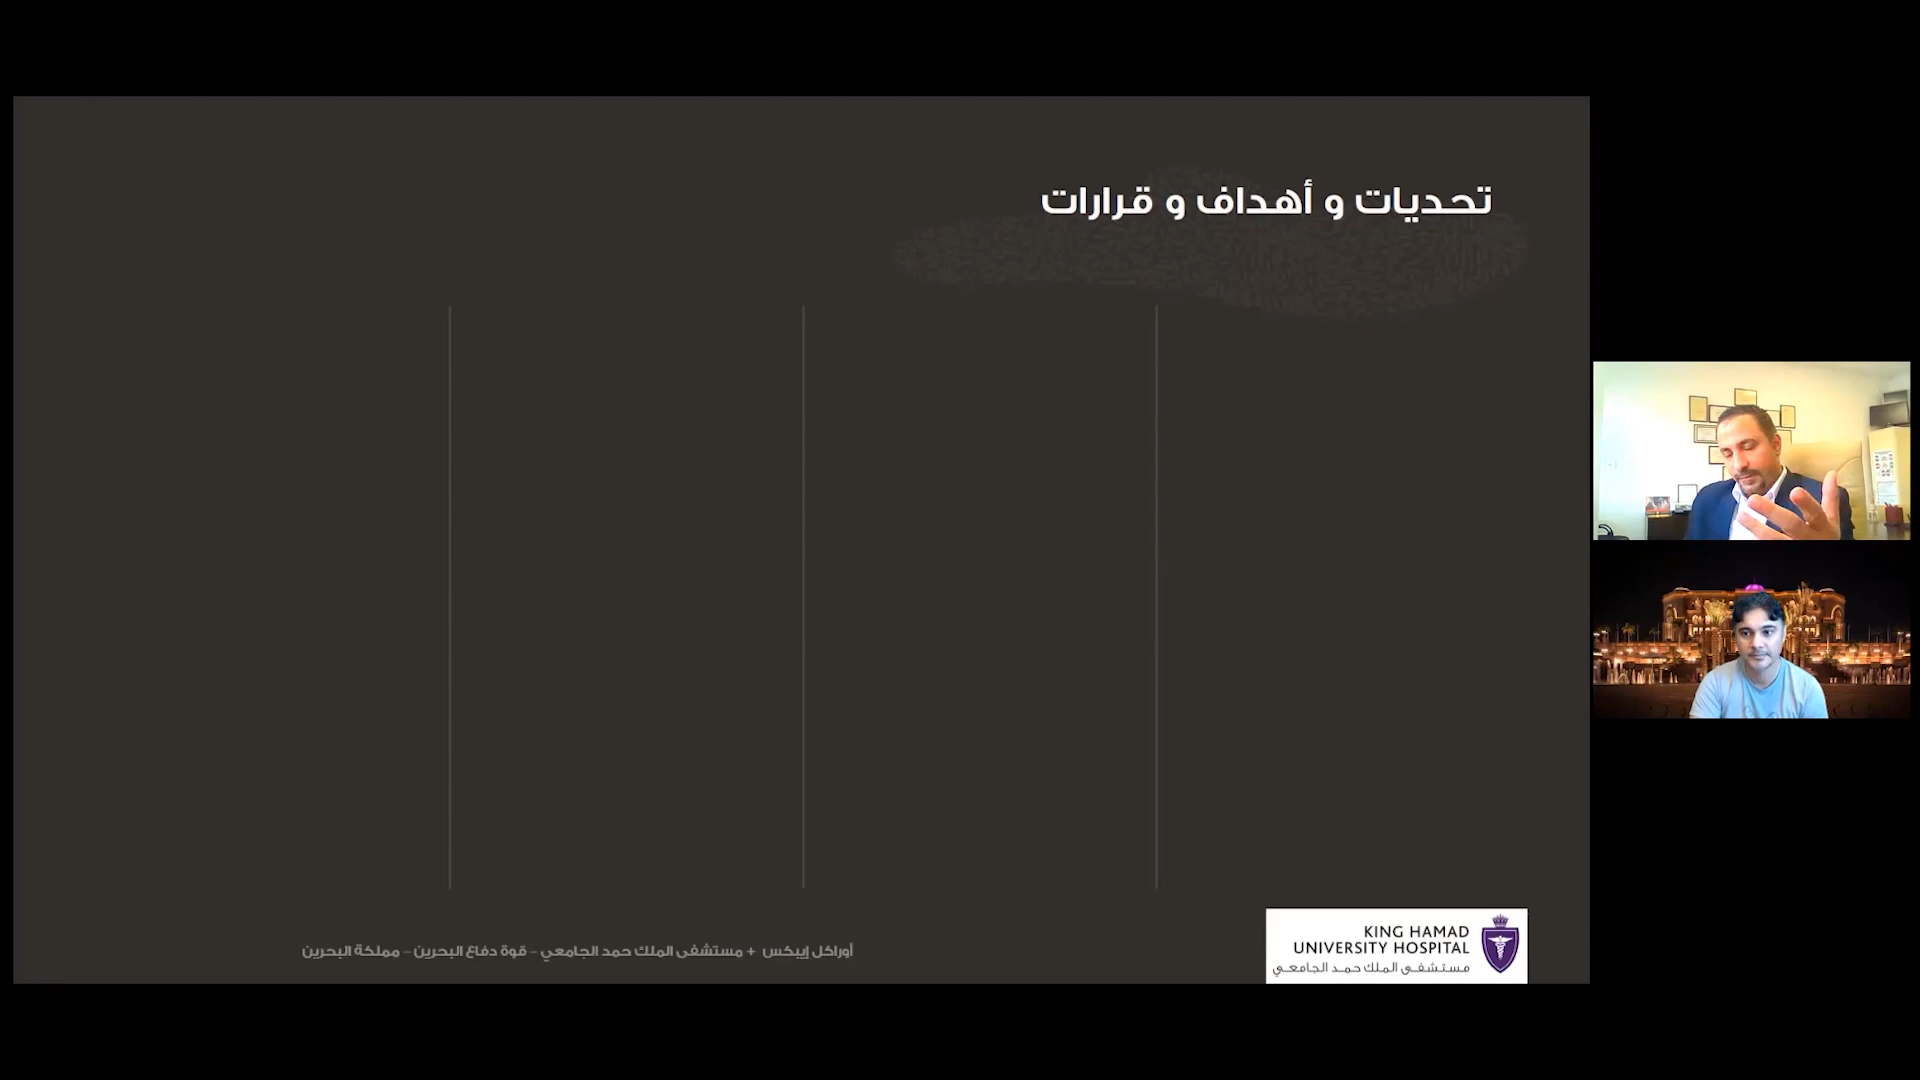 تحديات و أهداف و قرارات
أوراكل إيبكس + مستشفى الملك حمد الجامعي – قوة دفاع البحرين – مملكة البحرين
KING HAMAD
UNIVERSITY HOSPITAL
مستشفى الملك حمد الجامعي